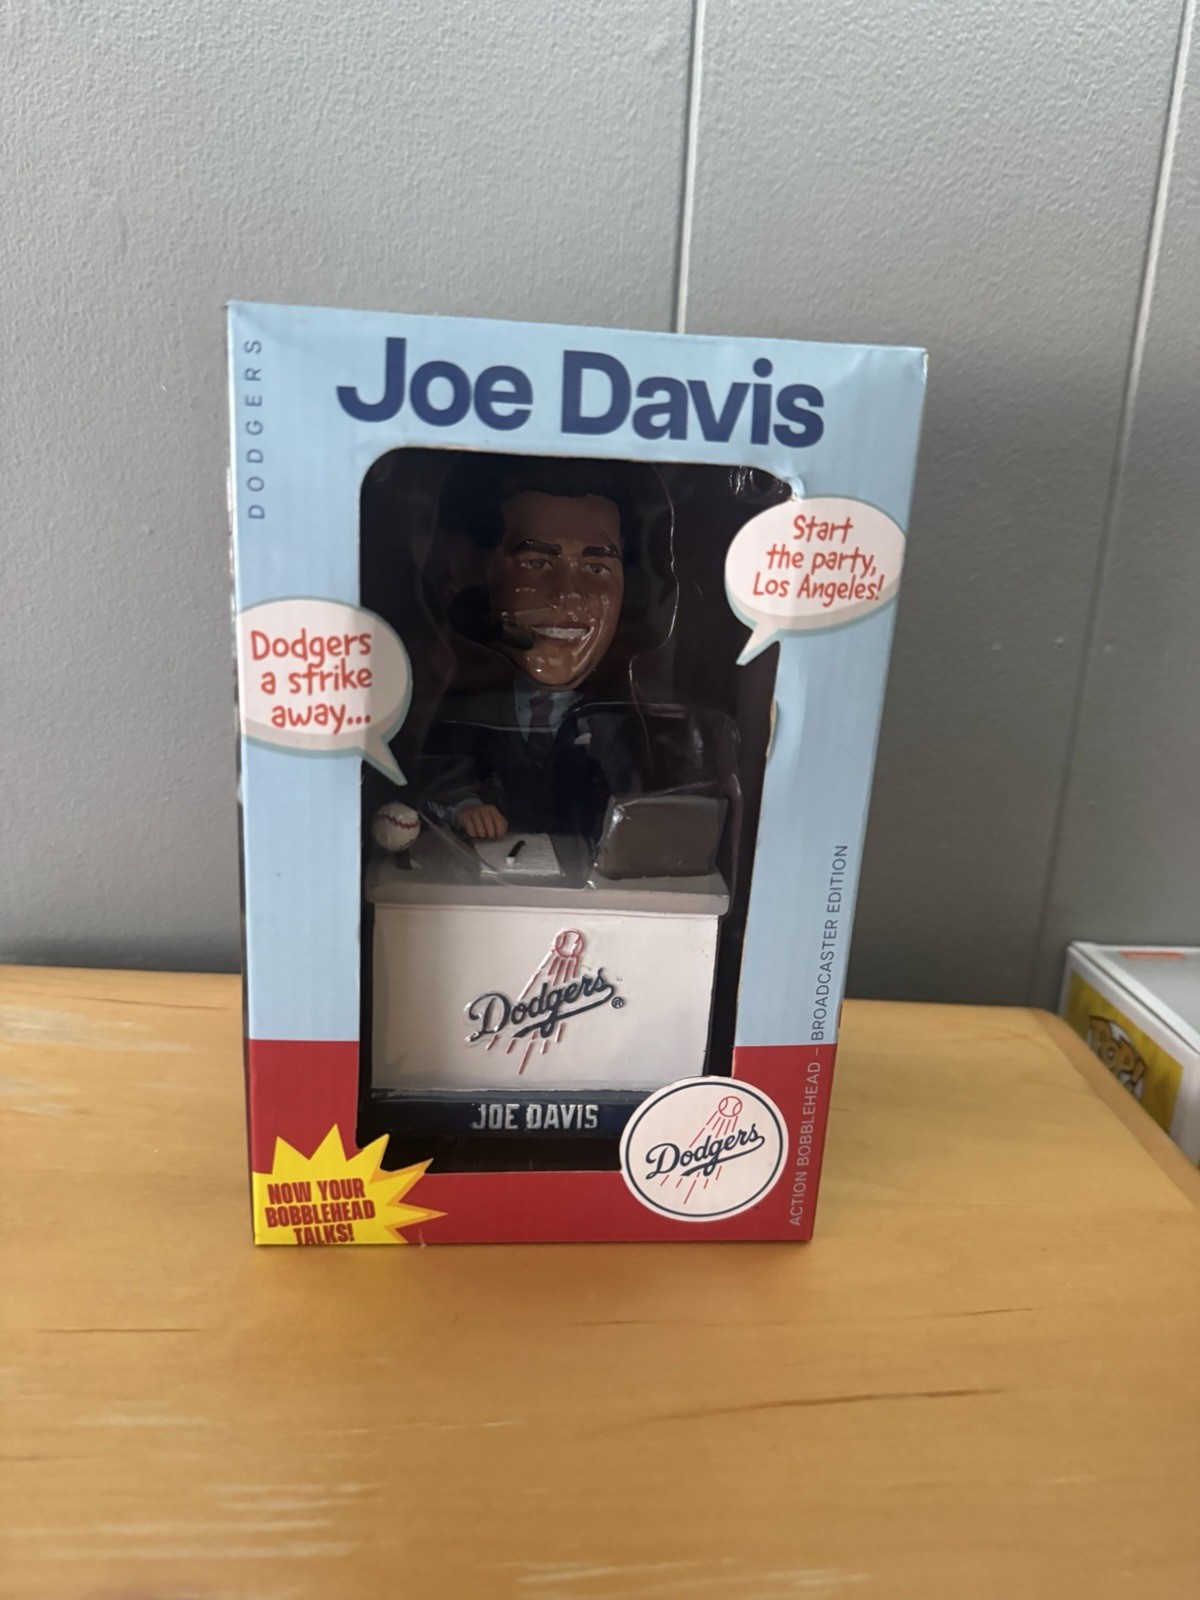 DODGERS
Joe Davis
Start
the party,
Los Angeles!
Dodgers
a strike
away...
Dodgers®
JOE DAVIS
Dodgers
NOW YOUR
BOBBLEHEAD
TALKS!
ACTION BOBBLEHEAD – BROADCASTER EDITION
POP!